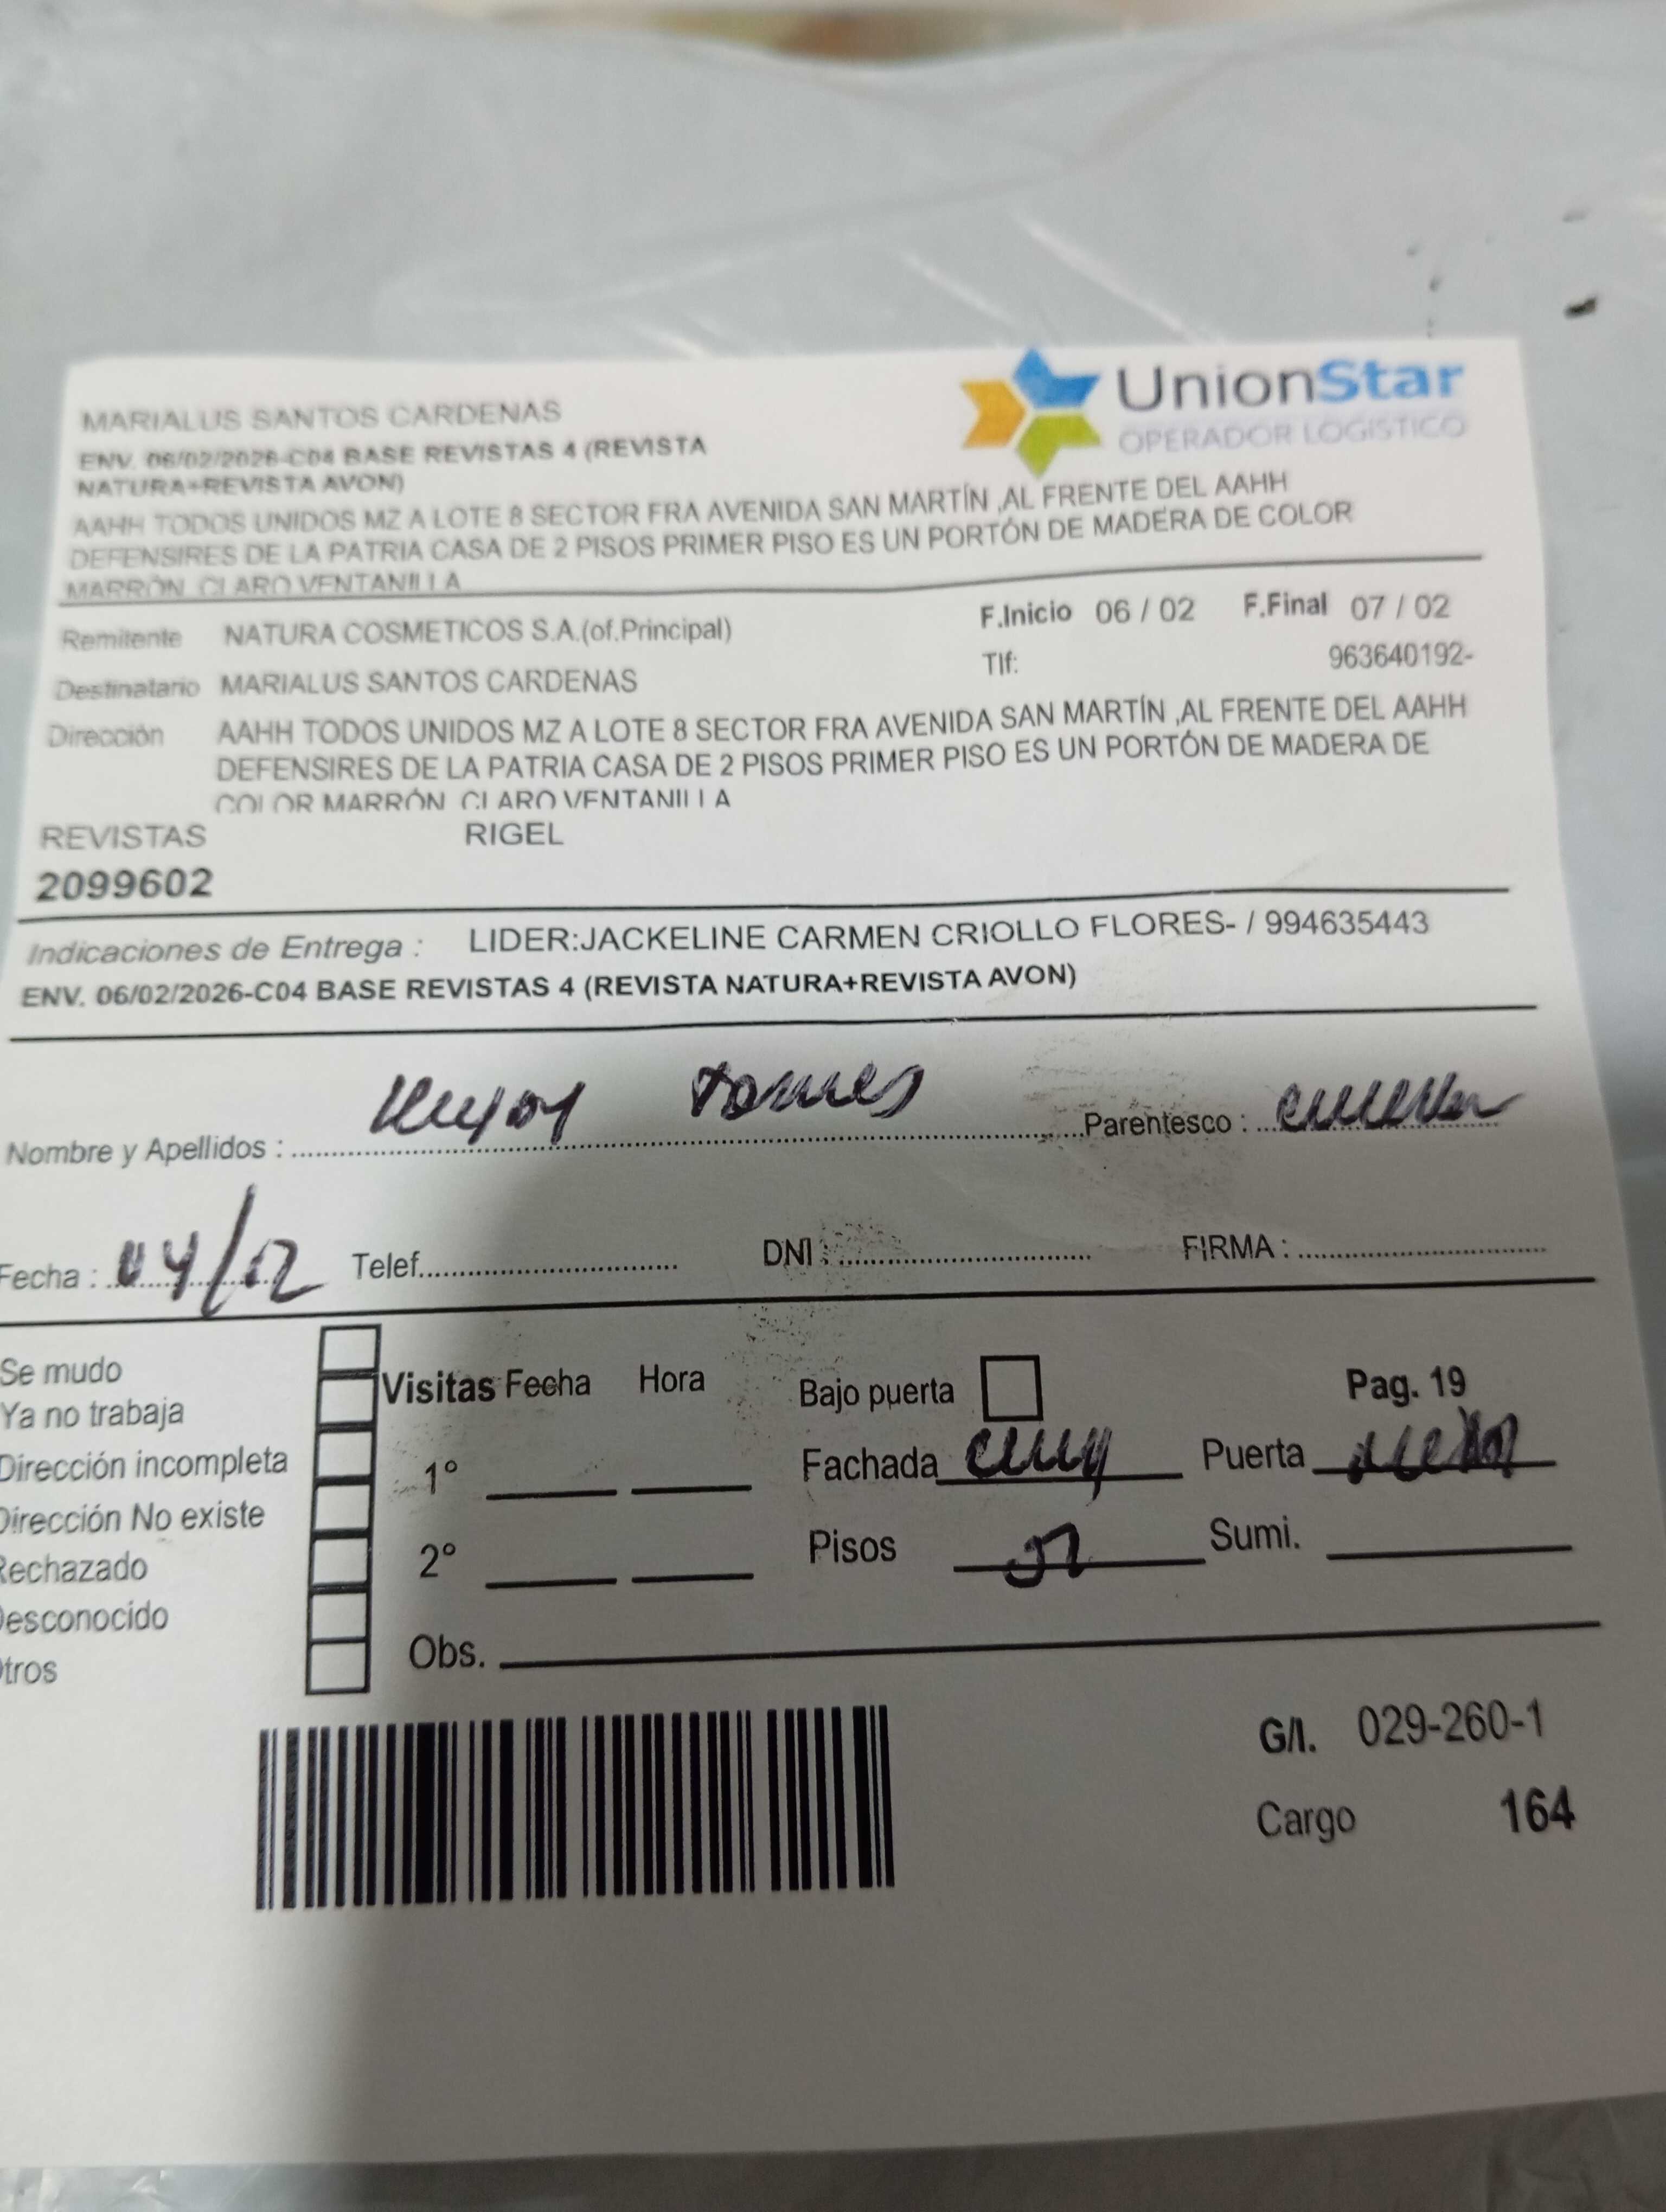 MARIALUS SANTOS CARDENAS
UnionStar
OPERADOR LOGÍSTICO
ENV. 06/02/2026-C04 BASE REVISTAS 4 (REVISTA
NATURA+REVISTA AVON)
AAHH TODOS UNIDOS MZ A LOTE 8 SECTOR FRA AVENIDA SAN MARTÍN ,AL FRENTE DEL AAHH
DEFENSIRES DE LA PATRIA CASA DE 2 PISOS PRIMER PISO ES UN PORTÓN DE MADERA DE COLOR
MARRÓN CLARO VENTANILLA
Remitente NATURA COSMETICOS S.A.(of.Principal) F.Inicio 06 / 02 F.Final 07 / 02
Destinatario MARIALUS SANTOS CARDENAS Tlf: 963640192-
Dirección AAHH TODOS UNIDOS MZ A LOTE 8 SECTOR FRA AVENIDA SAN MARTÍN ,AL FRENTE DEL AAHH
DEFENSIRES DE LA PATRIA CASA DE 2 PISOS PRIMER PISO ES UN PORTÓN DE MADERA DE
COLOR MARRÓN CLARO VENTANILLA
REVISTAS RIGEL
2099602
Indicaciones de Entrega : LIDER:JACKELINE CARMEN CRIOLLO FLORES- / 994635443
ENV. 06/02/2026-C04 BASE REVISTAS 4 (REVISTA NATURA+REVISTA AVON)
Nombre y Apellidos : Parentesco :
Fecha : Telef. DNI : FIRMA :
Se mudo
Ya no trabaja
Dirección incompleta
Dirección No existe
Rechazado
Desconocido
Otros
Visitas Fecha Hora
1°
2°
Obs.
Bajo puerta Pag. 19
Fachada Puerta
Pisos Sumi.
G/I. 029-260-1
Cargo 164